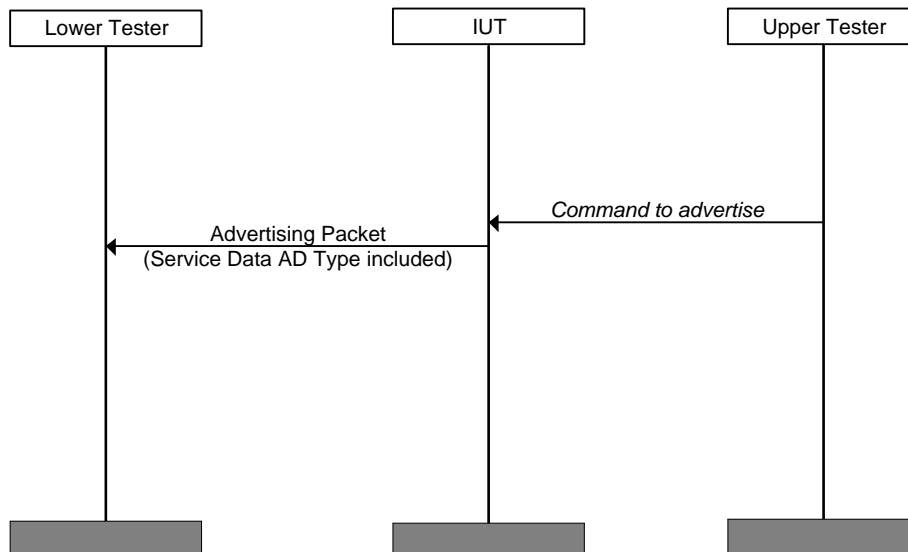 Lower Tester
IUT
Upper Tester
Command to advertise
Advertising Packet
(Service Data AD Type included)